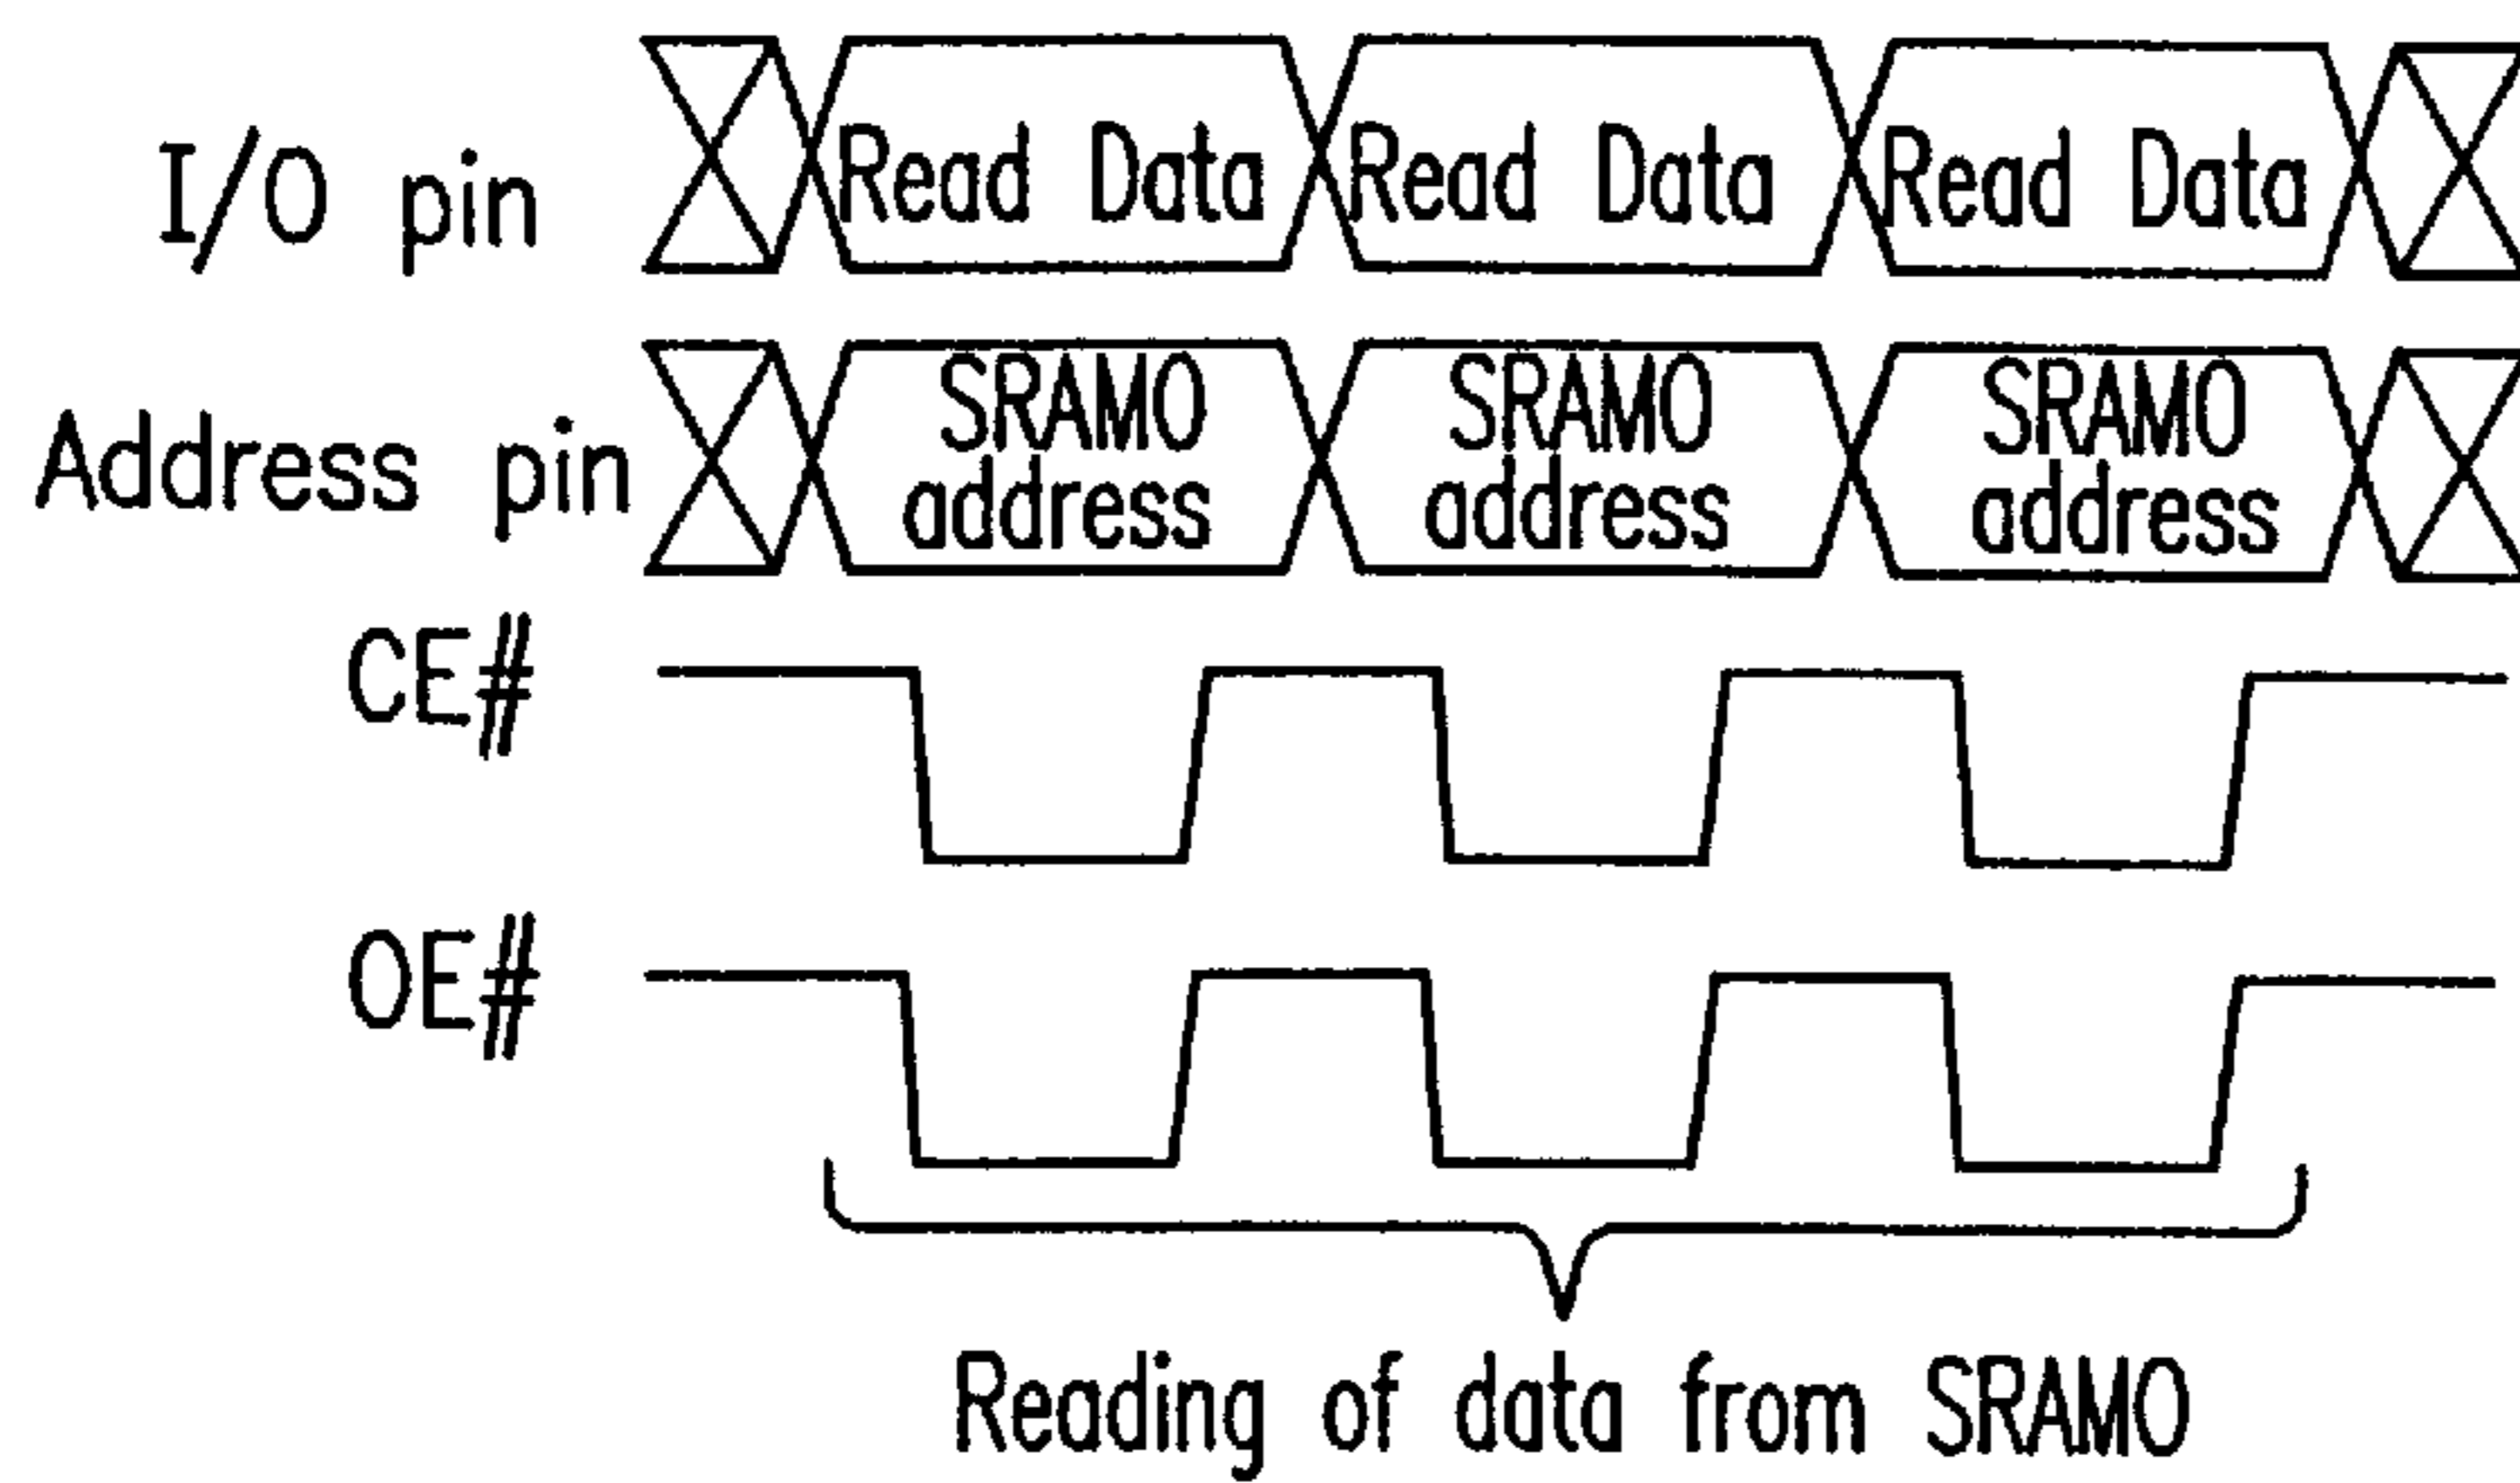 I/O pin
Read Data Read Data Read Data
Address pin
SRAM0 address
SRAM0 address
SRAM0 address
CE#
OE#
Reading of data from SRAM0